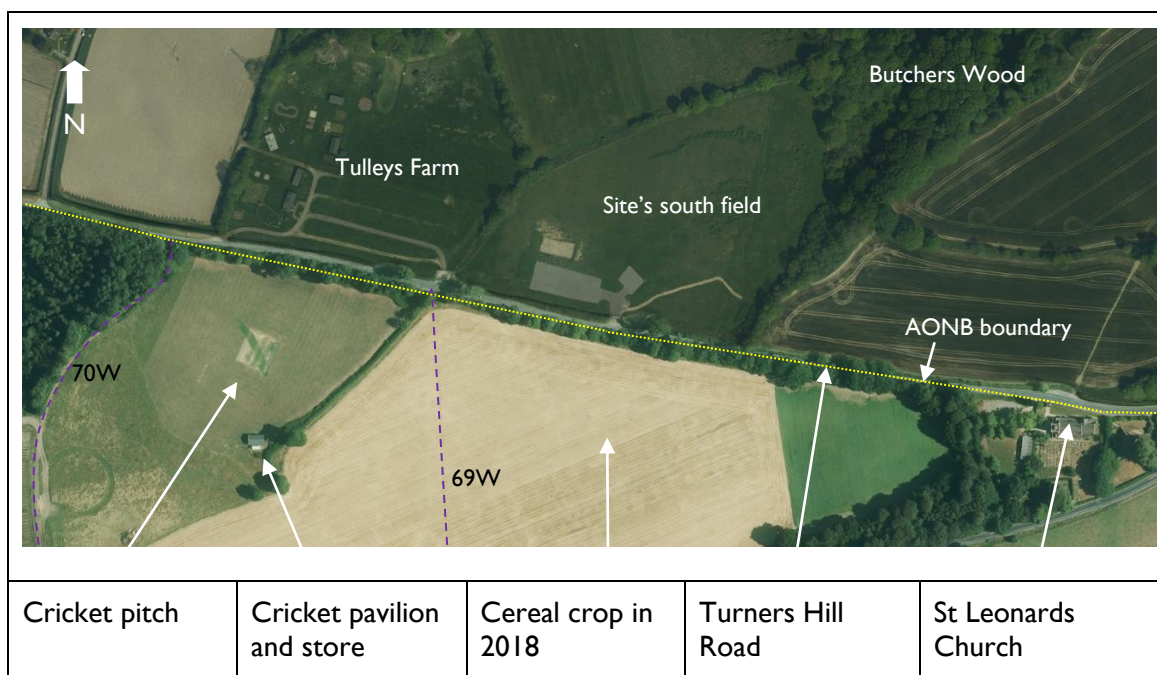 Butchers Wood
N
Tulleys Farm
Site's south field
AONB boundary
70W
69W
Cricket pitch
Cricket pavilion
and store
Cereal crop in
2018
Turners Hill
Road
St Leonards
Church